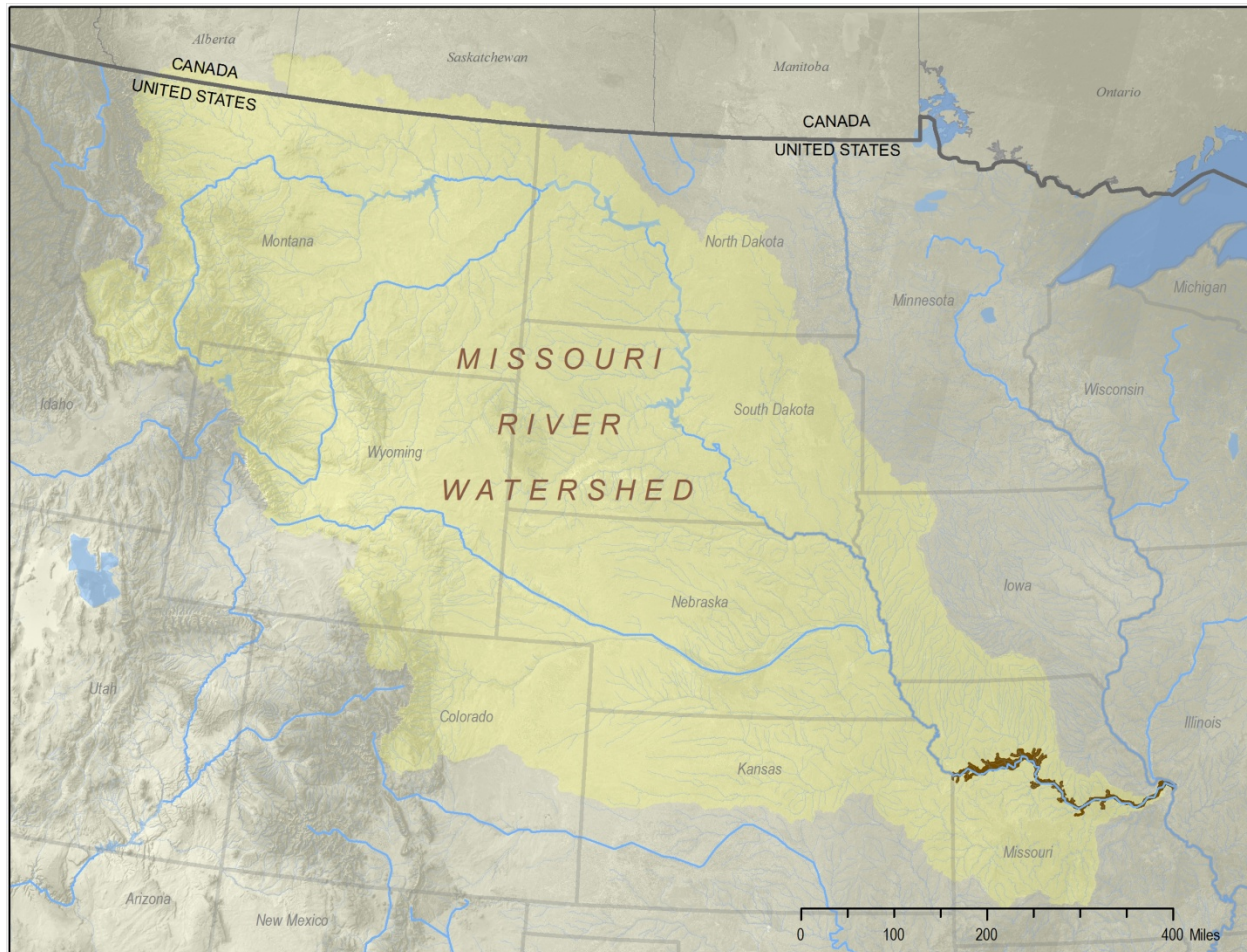 Alberta
Saskatchewan
Manitoba
Ontario
CANADA
UNITED STATES
CANADA
UNITED STATES
Montana
North Dakota
Minnesota
Michigan
MISSOURI
RIVER
WATERSHED
Idaho
Wyoming
South Dakota
Wisconsin
Nebraska
Iowa
Utah
Colorado
Kansas
Illinois
Missouri
Arizona
New Mexico
0 100 200 400 Miles